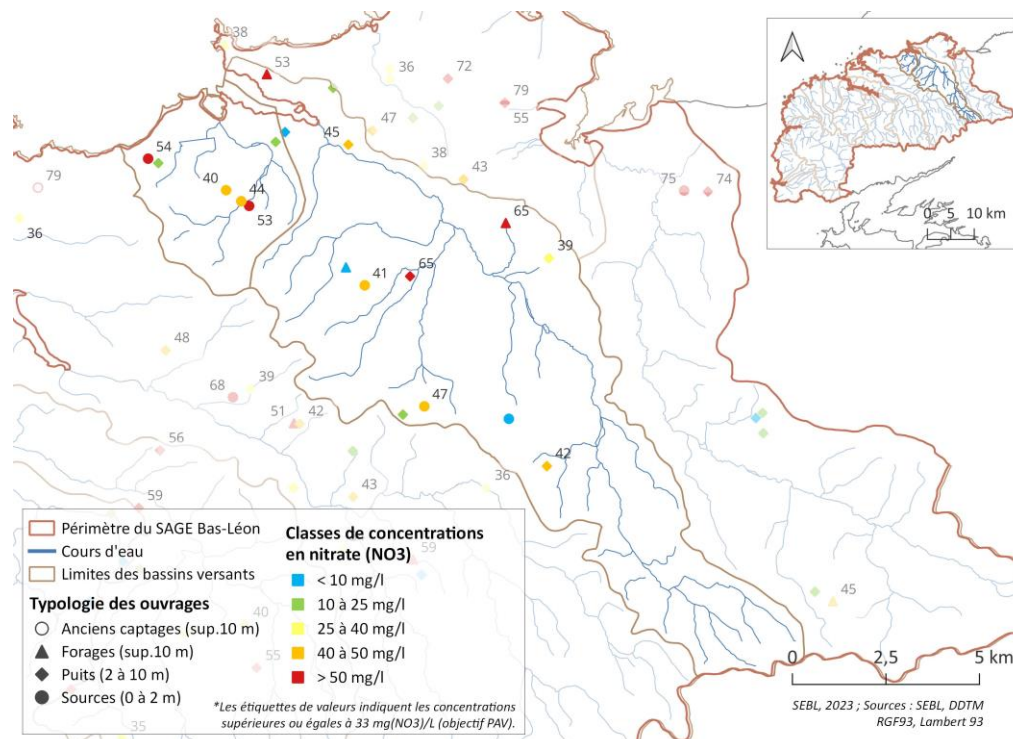 38
53
36
72
79
55
47
45
38
43
54
40
44
53
79
36
75
74
65
39
41
65
48
68
39
51
42
47
56
43
59
42
36
59
40
55
35
45
0 5 10 km
Périmètre du SAGE Bas-Léon
Cours d'eau
Limites des bassins versants
Typologie des ouvrages
Anciens captages (sup.10 m)
Forages (sup.10 m)
Puits (2 à 10 m)
Sources (0 à 2 m)
Classes de concentrations
en nitrate (NO3)
< 10 mg/l
10 à 25 mg/l
25 à 40 mg/l
40 à 50 mg/l
> 50 mg/l
*Les étiquettes de valeurs indiquent les concentrations
supérieures ou égales à 33 mg(NO3)/L (objectif PAV).
0 2,5 5 km
SEBL, 2023 ; Sources : SEBL, DDTM
RGF93, Lambert 93